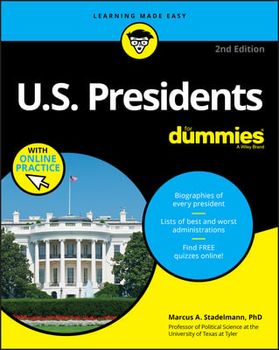 LEARNING MADE EASY
2nd Edition
U.S. Presidents
for
dummies
A Wiley Brand
WITH
ONLINE
PRACTICE
Biographies of
every president
Lists of best and worst
administrations
Find FREE
quizzes online!
Marcus A. Stadelmann, PhD
Professor of Political Science at the
University of Texas at Tyler